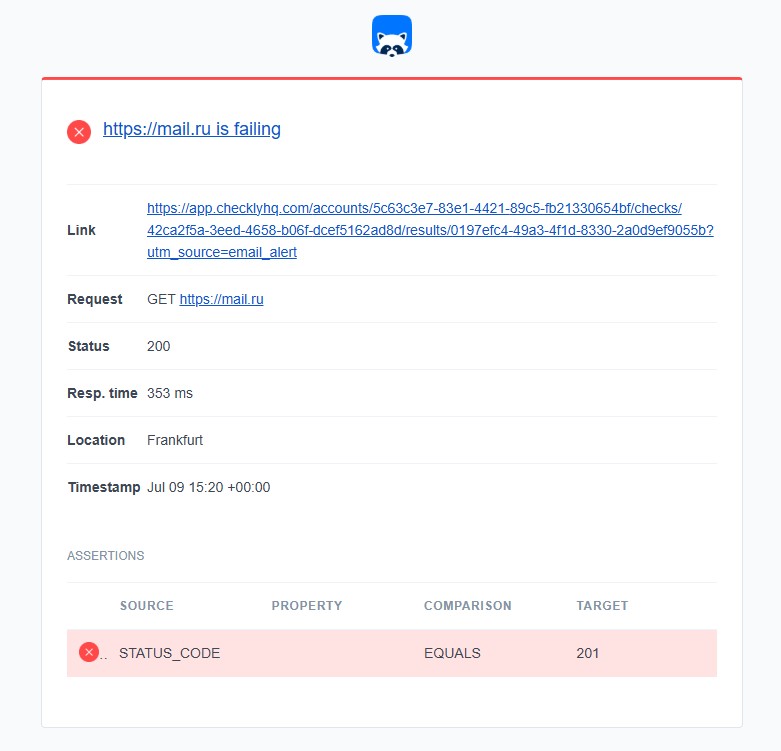 https://mail.ru is failing
Link
https://app.checklyhq.com/accounts/5c63c3e7-83e1-4421-89c5-fb21330654bf/checks/
42ca2f5a-3eed-4658-b06f-dcef5162ad8d/results/0197efc4-49a3-4f1d-8330-2a0d9ef9055b?
utm_source=email_alert
Request GET https://mail.ru
Status 200
Resp. time 353 ms
Location Frankfurt
Timestamp Jul 09 15:20 +00:00
ASSERTIONS
SOURCE PROPERTY COMPARISON TARGET
.. STATUS_CODE EQUALS 201